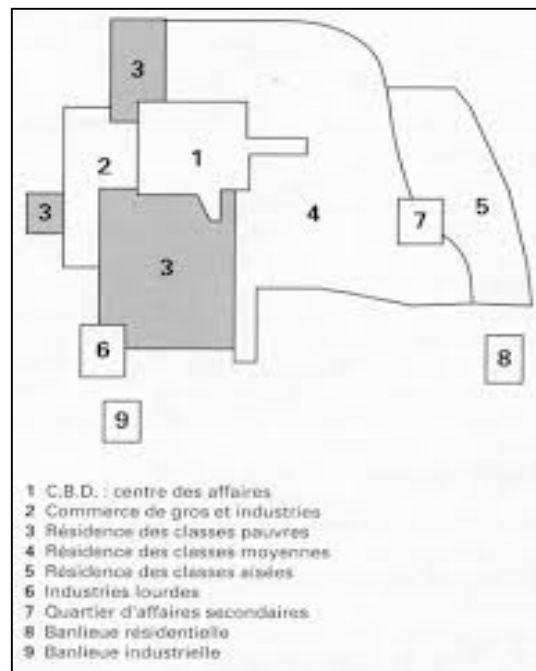 3
2
1
3
4
7
5
3
6
8
9
1 C.B.D. : centre des affaires
2 Commerce de gros et industries
3 Résidence des classes pauvres
4 Résidence des classes moyennes
5 Résidence des classes aisées
6 Industries lourdes
7 Quartier d'affaires secondaires
8 Banlieue résidentielle
9 Banlieue industrielle